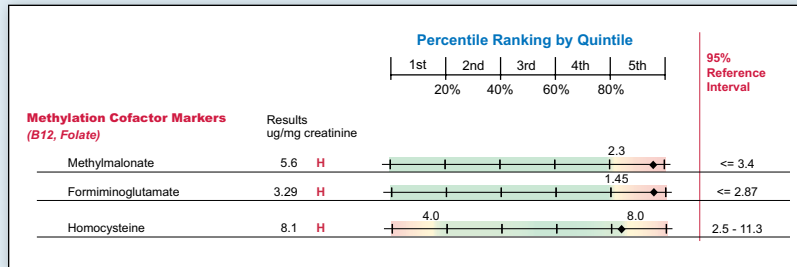 Percentile Ranking by Quintile
1st 2nd 3rd 4th 5th
20% 40% 60% 80%
95%
Reference
Interval
Methylation Cofactor Markers
(B12, Folate)
Results
ug/mg creatinine
2.3
Methylmalonate 5.6 H <= 3.4
1.45
Formiminoglutamate 3.29 H <= 2.87
4.0 8.0
Homocysteine 8.1 H 2.5 - 11.3